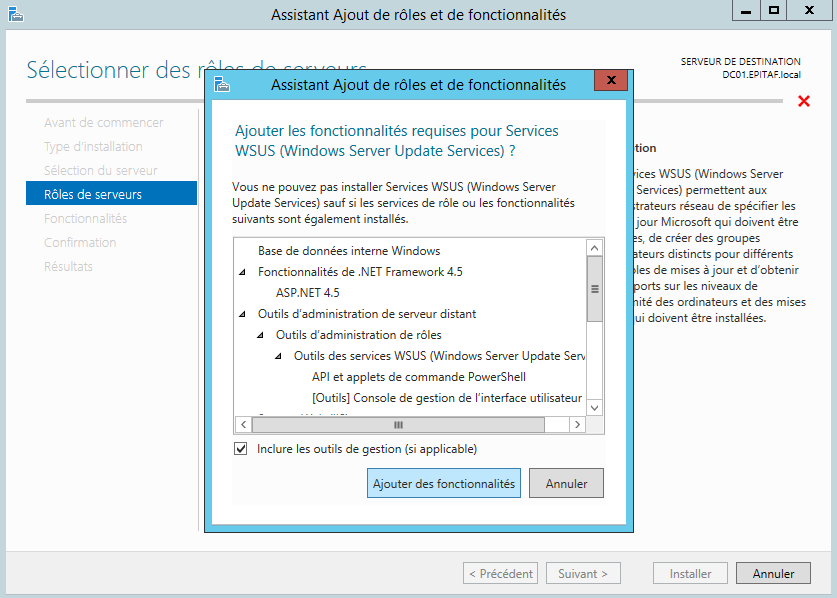 Assistant Ajout de rôles et de fonctionnalités
Sélectionner des rôles de serveurs
SERVEUR DE DESTINATION
DC01.EPITAF.local
Avant de commencer
Type d'installation
Sélection du serveur
Rôles de serveurs
Fonctionnalités
Confirmation
Résultats
Assistant Ajout de rôles et de fonctionnalités
Ajouter les fonctionnalités requises pour Services
WSUS (Windows Server Update Services) ?
Vous ne pouvez pas installer Services WSUS (Windows Server
Update Services) sauf si les services de rôle ou les fonctionnalités
suivants sont également installés.
Base de données interne Windows
Fonctionnalités de .NET Framework 4.5
ASP.NET 4.5
Outils d'administration de serveur distant
Outils d'administration de rôles
Outils des services WSUS (Windows Server Update Serv
API et applets de commande PowerShell
[Outils] Console de gestion de l'interface utilisateur
Inclure les outils de gestion (si applicable)
Ajouter des fonctionnalités
Annuler
tion
vices WSUS (Windows Server
Services) permettent aux
strateurs réseau de spécifier les
jour Microsoft qui doivent être
es, de créer des groupes
ateurs distincts pour différents
les de mises à jour et d'obtenir
ports sur les niveaux de
mité des ordinateurs et des mises
ui doivent être installées.
< Précédent
Suivant >
Installer
Annuler